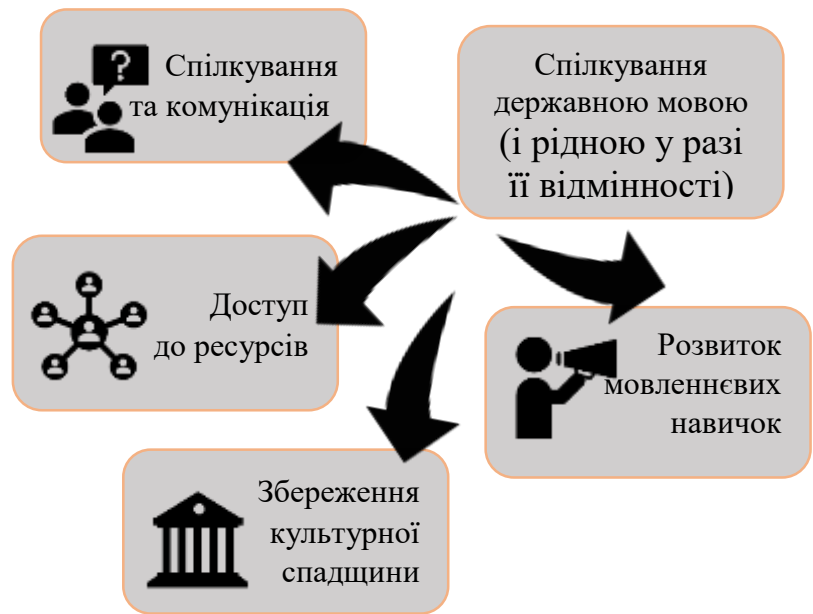 Спілкування
та комунікація
Спілкування
державною мовою
(і рідною у разі
її відмінності)
Доступ
до ресурсів
Розвиток
мовленнєвих
навичок
Збереження
культурної
спадщини
?